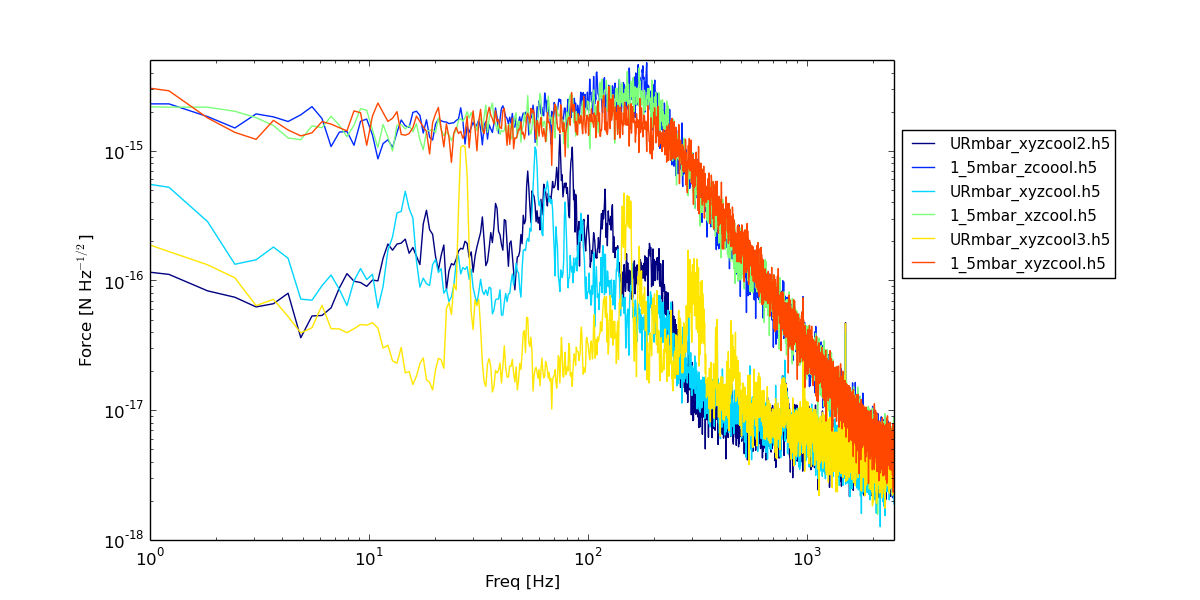 10^-15
10^-16
10^-17
10^-18
Force [N Hz^-1/2]
10^0
10^1
10^2
10^3
Freq [Hz]
URmbar_xyzcool2.h5
1_5mbar_zcoool.h5
URmbar_xyzcool.h5
1_5mbar_xzcool.h5
URmbar_xyzcool3.h5
1_5mbar_xyzcool.h5